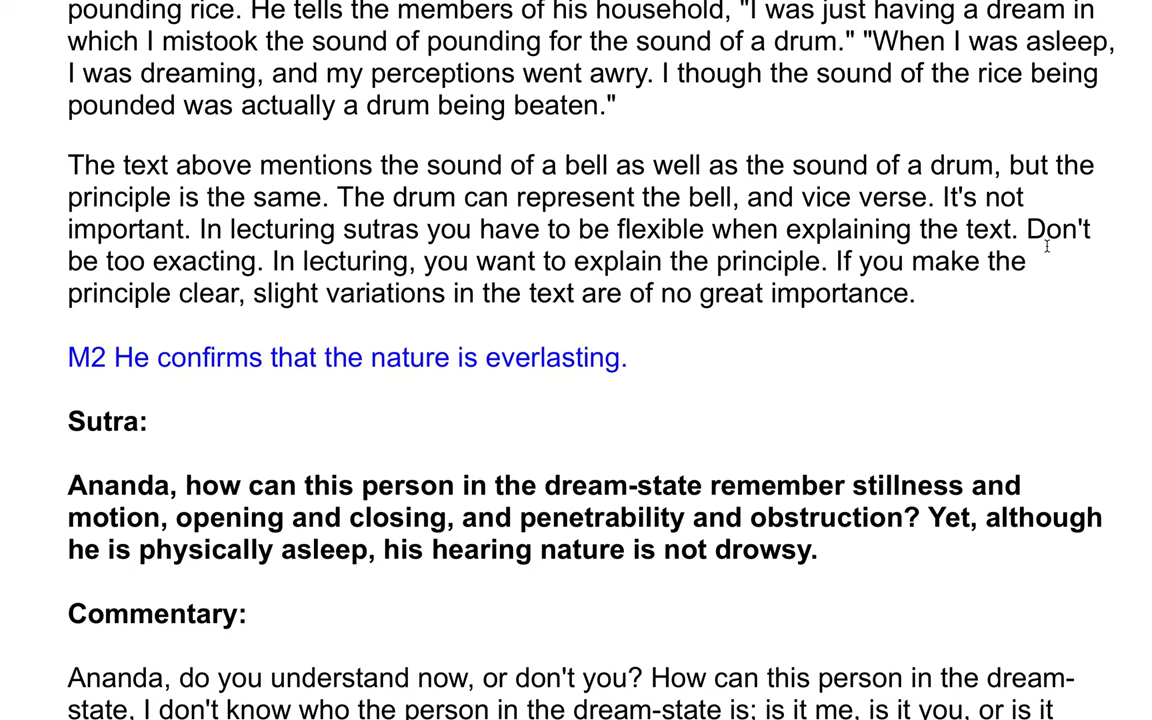 pounding rice. He tells the members of his household, "I was just having a dream in
which I mistook the sound of pounding for the sound of a drum." "When I was asleep,
I was dreaming, and my perceptions went awry. I though the sound of the rice being
pounded was actually a drum being beaten."
The text above mentions the sound of a bell as well as the sound of a drum, but the
principle is the same. The drum can represent the bell, and vice verse. It's not
important. In lecturing sutras you have to be flexible when explaining the text. Don't
be too exacting. In lecturing, you want to explain the principle. If you make the
principle clear, slight variations in the text are of no great importance.
M2 He confirms that the nature is everlasting.
Sutra:
Ananda, how can this person in the dream-state remember stillness and
motion, opening and closing, and penetrability and obstruction? Yet, although
he is physically asleep, his hearing nature is not drowsy.
Commentary:
Ananda, do you understand now, or don't you? How can this person in the dream-
state, I don't know who the person in the dream-state is; is it me, is it you, or is it